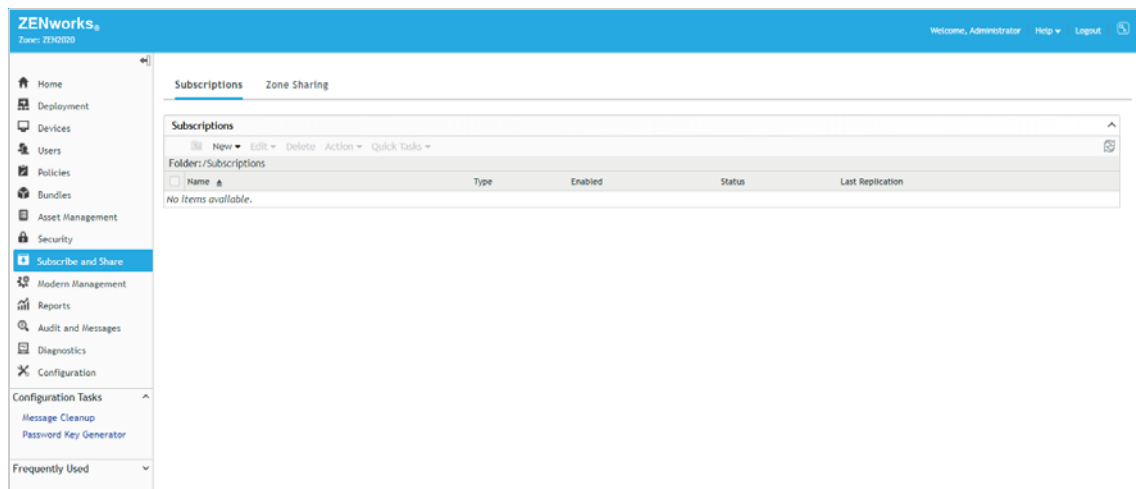 ZENworks®
Zone: ZEN2020
Welcome, Administrator Help Logout
Home
Deployment
Devices
Users
Policies
Bundles
Asset Management
Security
Subscribe and Share
Modern Management
Reports
Audit and Messages
Diagnostics
Configuration
Configuration Tasks
Message Cleanup
Password Key Generator
Frequently Used
Subscriptions Zone Sharing
Subscriptions
New Edit Delete Action Quick Tasks
Folder:/Subscriptions
Name Type Enabled Status Last Replication
No items available.